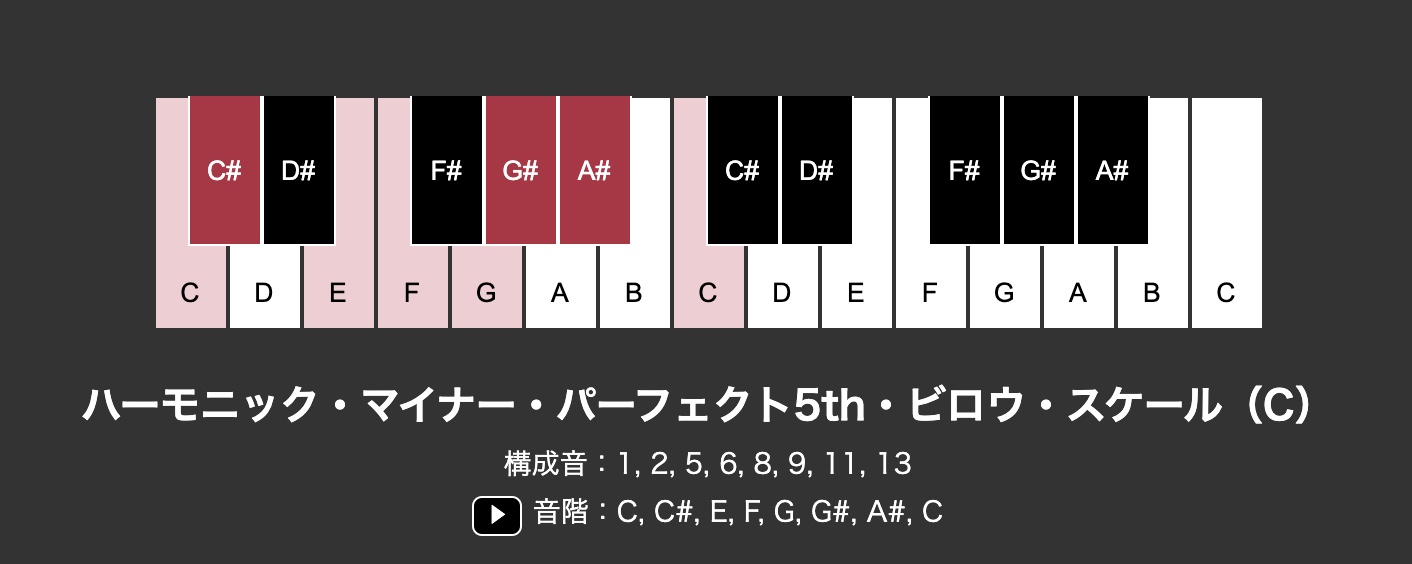 C# D# F# G# A# C# D# F# G# A#
C D E F G A B C D E F G A B C
ハーモニック・マイナー・パーフェクト5th・ビロウ・スケール（C）
構成音：1, 2, 5, 6, 8, 9, 11, 13
音階：C, C#, E, F, G, G#, A#, C